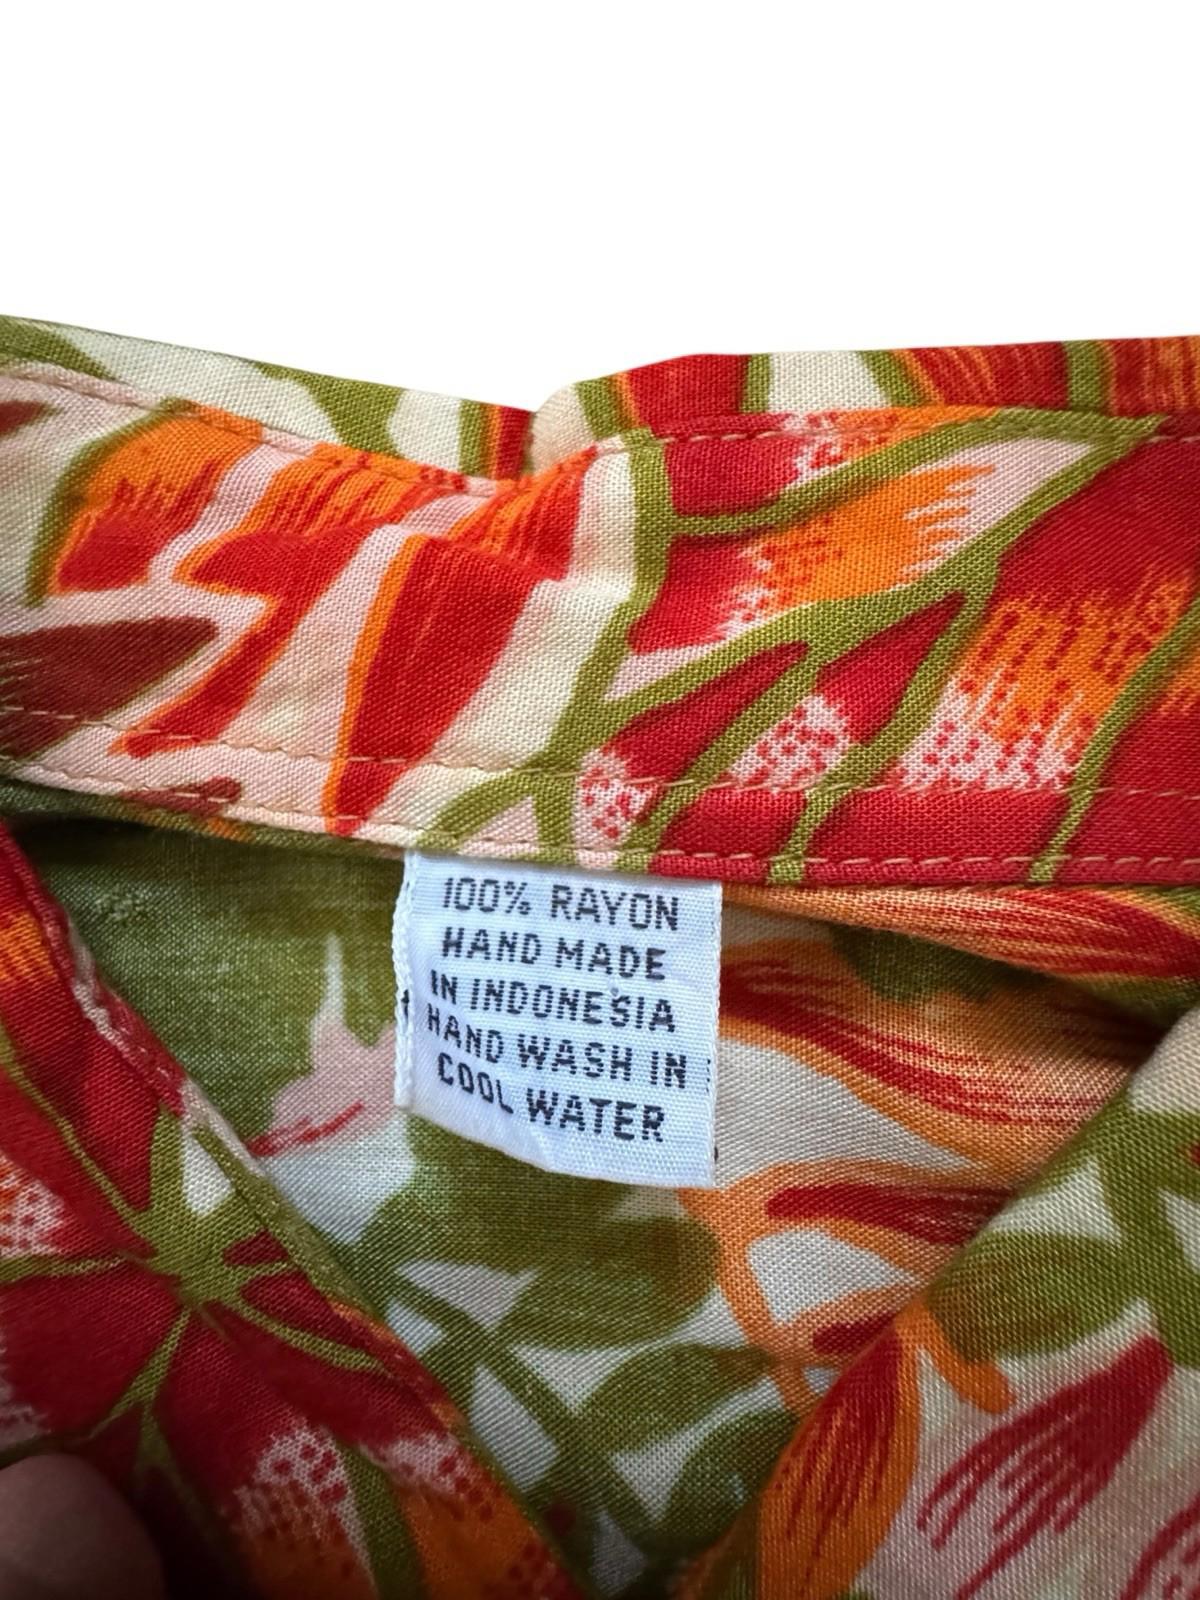 100% RAYON
HAND MADE
IN INDONESIA
HAND WASH IN
COOL WATER